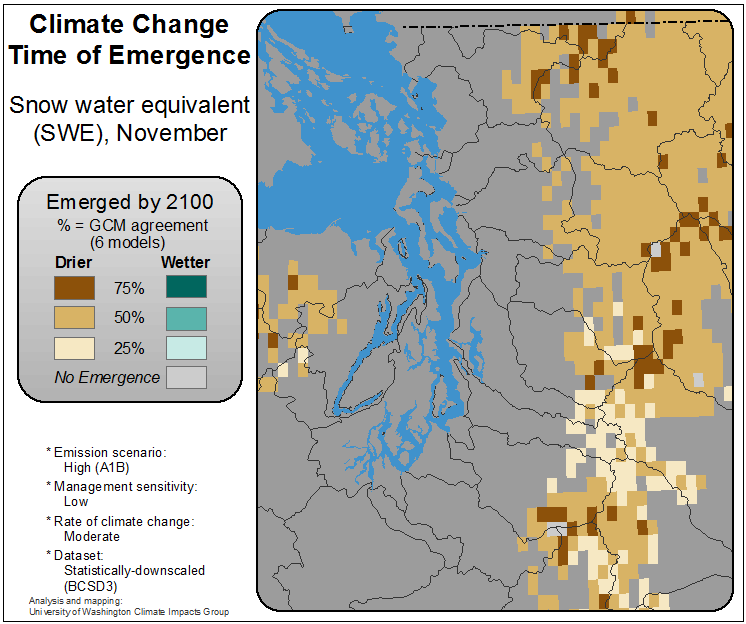 Climate Change
Time of Emergence
Snow water equivalent
(SWE), November
Emerged by 2100
% = GCM agreement
(6 models)
Drier Wetter
75%
50%
25%
No Emergence
* Emission scenario:
High (A1B)
* Management sensitivity:
Low
* Rate of climate change:
Moderate
* Dataset:
Statistically-downscaled
(BCSD3)
Analysis and mapping:
University of Washington Climate Impacts Group